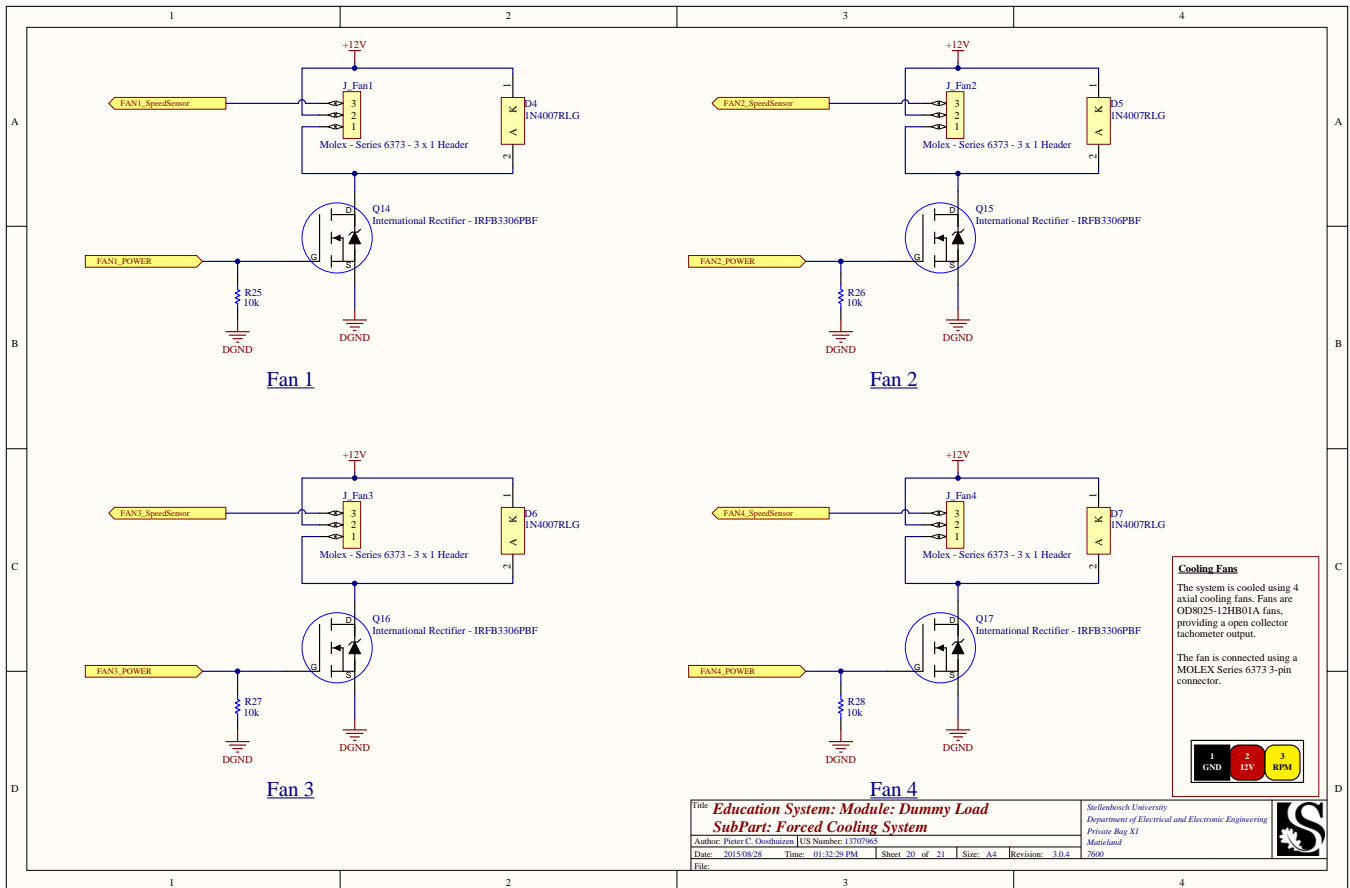 1 2 3 4
A A
B B
C C
D D
+12V
J_Fan1
FAN1_SpeedSensor
3
2
1
Molex - Series 6373 - 3 x 1 Header
1
K
A
2
D4
1N4007RLG
Q14
International Rectifier - IRFB3306PBF
D
G
S
FAN1_POWER
R25
10k
DGND
DGND
Fan 1
+12V
J_Fan2
FAN2_SpeedSensor
3
2
1
Molex - Series 6373 - 3 x 1 Header
1
K
A
2
D5
1N4007RLG
Q15
International Rectifier - IRFB3306PBF
D
G
S
FAN2_POWER
R26
10k
DGND
DGND
Fan 2
+12V
J_Fan3
FAN3_SpeedSensor
3
2
1
Molex - Series 6373 - 3 x 1 Header
1
K
A
2
D6
1N4007RLG
Q16
International Rectifier - IRFB3306PBF
D
G
S
FAN3_POWER
R27
10k
DGND
DGND
Fan 3
+12V
J_Fan4
FAN4_SpeedSensor
3
2
1
Molex - Series 6373 - 3 x 1 Header
1
K
A
2
D7
1N4007RLG
Q17
International Rectifier - IRFB3306PBF
D
G
S
FAN4_POWER
R28
10k
DGND
DGND
Fan 4
Cooling Fans
The system is cooled using 4
axial cooling fans. Fans are
OD8025-12HB01A fans,
providing a open collector
tachometer output.
The fan is connected using a
MOLEX Series 6373 3-pin
connector.
1 2 3
GND 12V RPM
Title Education System: Module: Dummy Load
SubPart: Forced Cooling System
Author: Pieter C. Oosthuizen US Number: 13707965
Date: 2015/08/28 Time: 01:32:29 PM Sheet 20 of 21 Size: A4 Revision: 3.0.4
File:
Stellenbosch University
Department of Electrical and Electronic Engineering
Private Bag X1
Matieland
7600
S
1 2 3 4